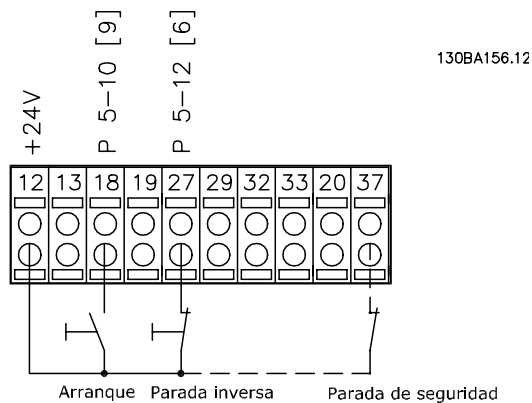 130BA156.12
+24V
P 5-10 [9]
P 5-12 [6]
12 13 18 19 27 29 32 33 20 37
Arranque Parada inversa Parada de seguridad